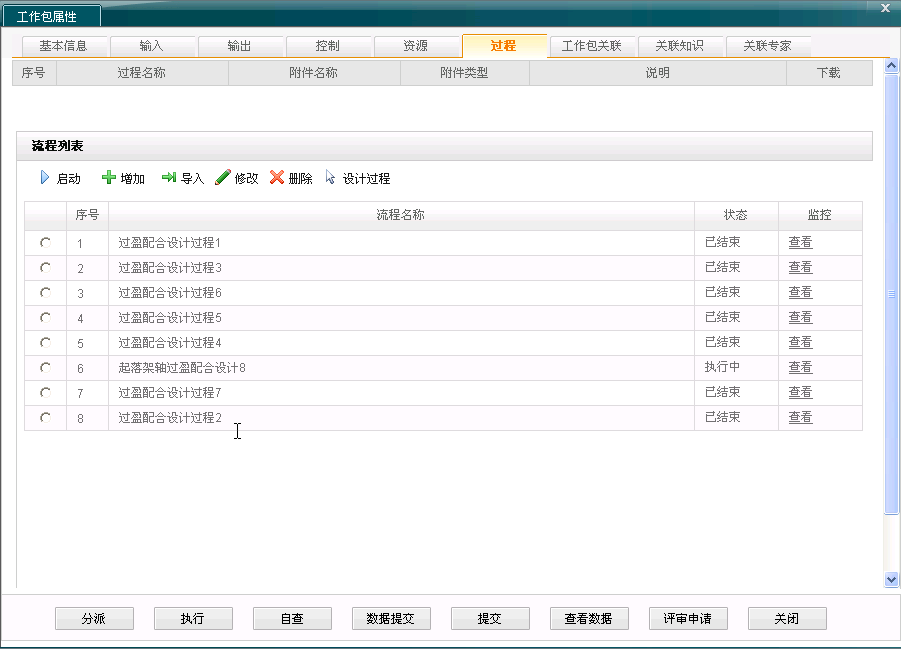 工作包属性
基本信息 输入 输出 控制 资源 过程 工作包关联 关联知识 关联专家
序号 过程名称 附件名称 附件类型 说明 下载
流程列表
启动 增加 导入 修改 删除 设计过程
序号 流程名称 状态 监控
1 过盈配合设计过程1 已结束 查看
2 过盈配合设计过程3 已结束 查看
3 过盈配合设计过程6 已结束 查看
4 过盈配合设计过程5 已结束 查看
5 过盈配合设计过程4 已结束 查看
6 起落架轴过盈配合设计8 执行中 查看
7 过盈配合设计过程7 已结束 查看
8 过盈配合设计过程2 已结束 查看
分派 执行 自查 数据提交 提交 查看数据 评审申请 关闭